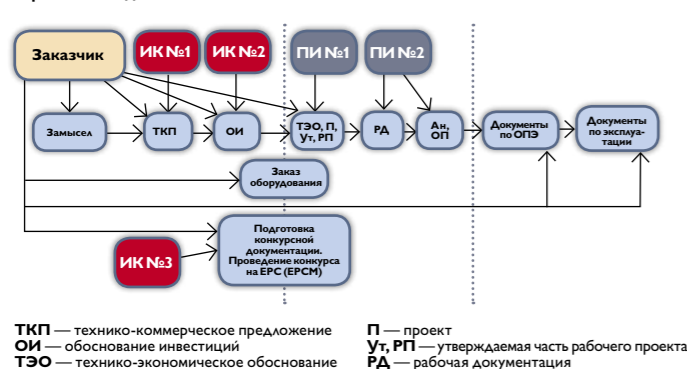 Заказчик
ИК №1
ИК №2
ПИ №1
ПИ №2
Замысел
ТКП
ОИ
ТЭО, П,
Ут, РП
РД
Ан,
ОП
Документы
по ОПЭ
Документы
по эксплуа-
тации
Заказ
оборудования
Подготовка
конкурсной
документации.
Проведение конкурса
на ЕРС (ЕРСМ)
ИК №3
ТКП — технико-коммерческое предложение
ОИ — обоснование инвестиций
ТЭО — технико-экономическое обоснование
П — проект
Ут, РП — утверждаемая часть рабочего проекта
РД — рабочая документация